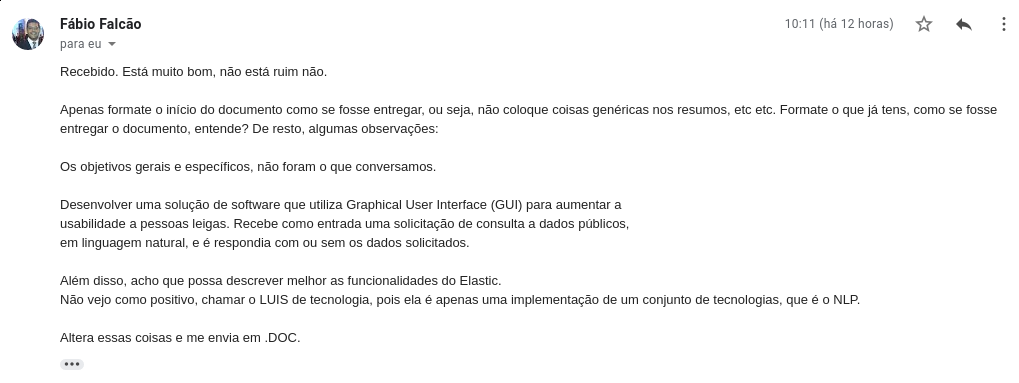 Fábio Falcão
10:11 (há 12 horas)
para eu
Recebido. Está muito bom, não está ruim não.
Apenas formate o início do documento como se fosse entregar, ou seja, não coloque coisas genéricas nos resumos, etc etc. Formate o que já tens, como se fosse
entregar o documento, entende? De resto, algumas observações:
Os objetivos gerais e específicos, não foram o que conversamos.
Desenvolver uma solução de software que utiliza Graphical User Interface (GUI) para aumentar a
usabilidade a pessoas leigas. Recebe como entrada uma solicitação de consulta a dados públicos,
em linguagem natural, e é respondia com ou sem os dados solicitados.
Além disso, acho que possa descrever melhor as funcionalidades do Elastic.
Não vejo como positivo, chamar o LUIS de tecnologia, pois ela é apenas uma implementação de um conjunto de tecnologias, que é o NLP.
Altera essas coisas e me envia em .DOC.